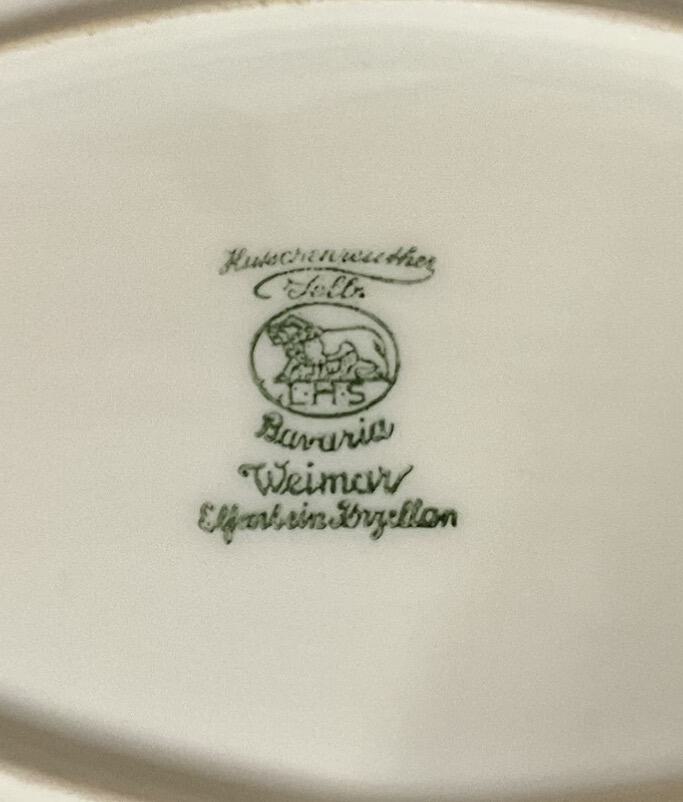 Hutschenreuther
Selb
L·H·S
Bavaria
Weimar
Elfenbein Porzellan